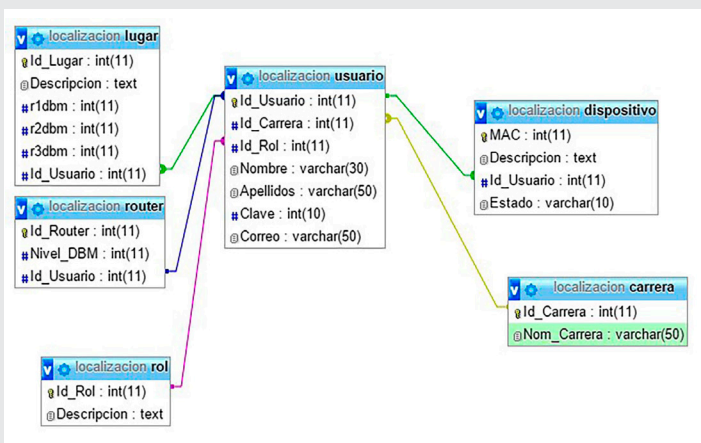 localizacion lugar
Id_Lugar : int(11)
Descripcion : text
r1dbm : int(11)
r2dbm : int(11)
r3dbm : int(11)
Id_Usuario : int(11)
localizacion router
Id_Router : int(11)
Nivel_DBM : int(11)
Id_Usuario : int(11)
localizacion rol
Id_Rol : int(11)
Descripcion : text
localizacion usuario
Id_Usuario : int(11)
Id_Carrera : int(11)
Id_Rol : int(11)
Nombre : varchar(30)
Apellidos : varchar(50)
Clave : int(10)
Correo : varchar(50)
localizacion dispositivo
MAC : int(11)
Descripcion : text
Id_Usuario : int(11)
Estado : varchar(10)
localizacion carrera
Id_Carrera : int(11)
Nom_Carrera : varchar(50)